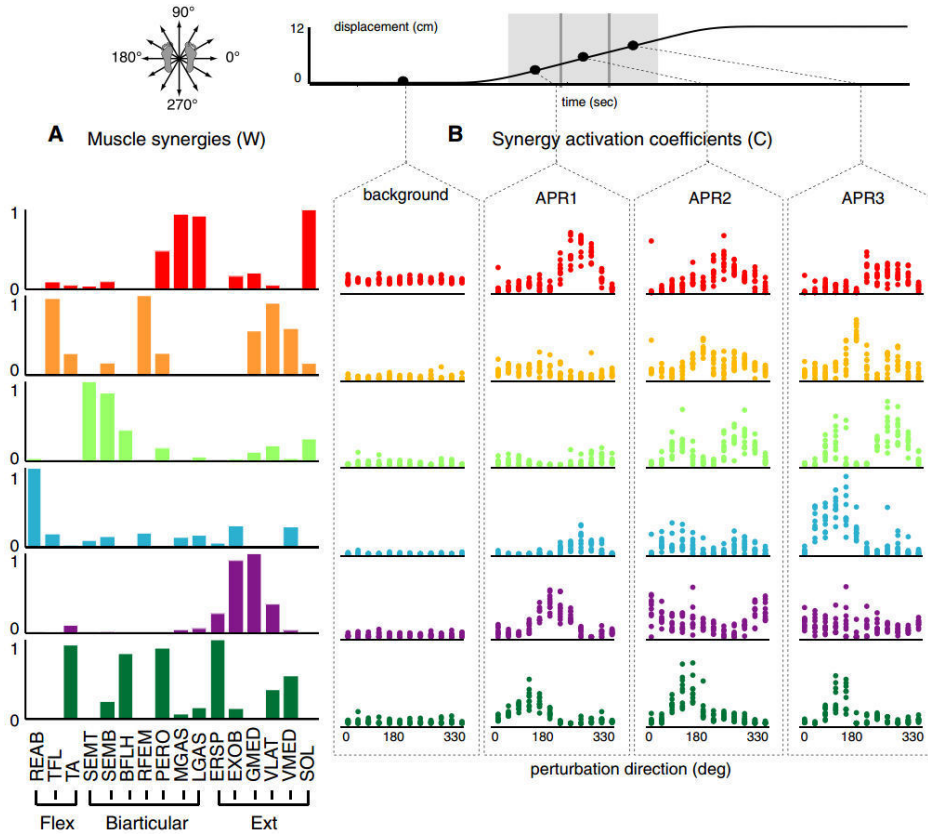 90°
180°
0°
270°
12
displacement (cm)
0
time (sec)
A Muscle synergies (W)
B Synergy activation coefficients (C)
background
APR1
APR2
APR3
1
0
1
0
1
0
1
0
1
0
1
0
REAB
TFL
TA
SEMT
SEMB
BFLH
RFEM
PERO
MGAS
LGAS
ERSP
EXOB
GMED
VLAT
VMED
SOL
Flex
Biarticular
Ext
0 180 330
0 180 330
0 180 330
0 180 330
perturbation direction (deg)